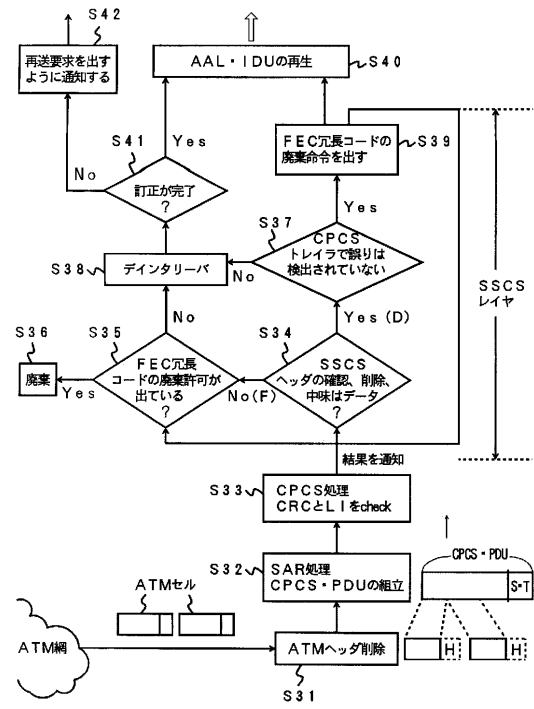 S42
再送要求を出す
ように通知する
AAL・IDUの再生
S40
S41
Yes
No
訂正が完了
?
FEC冗長コードの
廃棄命令を出す
S39
Yes
S37
CPCS
トレイラで誤りは
検出されていない
No
S38
デインタリーバ
SSCS
レイヤ
No
Yes(D)
S36
廃棄
Yes
S35
FEC冗長
コードの廃棄許可が
出ている
?
No(F)
S34
SSCS
ヘッダの確認、削除、
中味はデータ
?
結果を通知
S33
CPCS処理
CRCとLIをcheck
S32
SAR処理
CPCS・PDUの組立
CPCS・PDU
S・T
H
H
ATMセル
ATM網
ATMヘッダ削除
S31